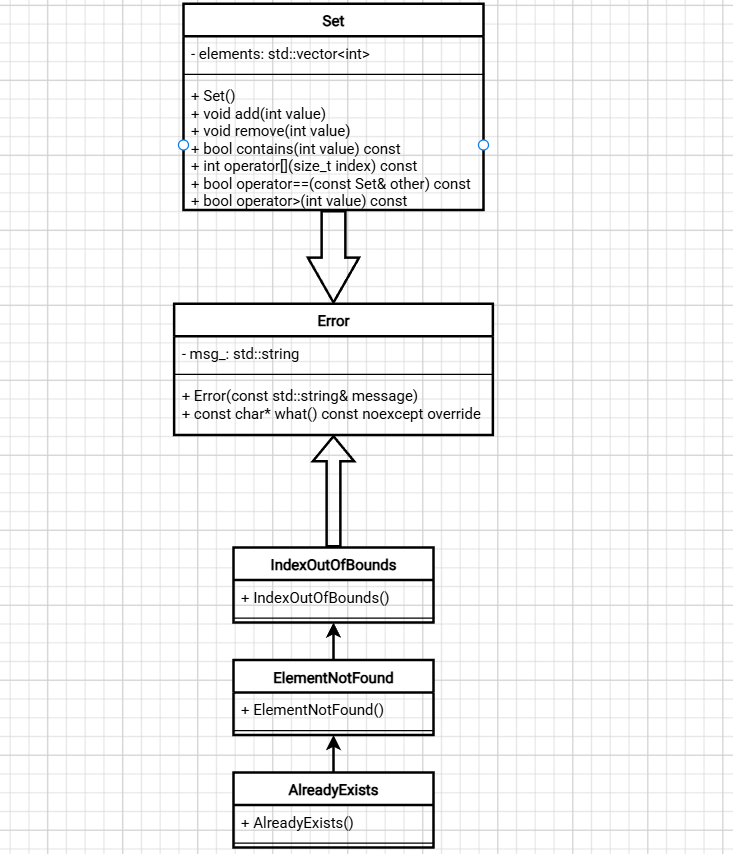 Set
- elements: std::vector<int>
+ Set()
+ void add(int value)
+ void remove(int value)
+ bool contains(int value) const
+ int operator[](size_t index) const
+ bool operator==(const Set& other) const
+ bool operator>(int value) const
Error
- msg_: std::string
+ Error(const std::string& message)
+ const char* what() const noexcept override
IndexOutOfBounds
+ IndexOutOfBounds()
ElementNotFound
+ ElementNotFound()
AlreadyExists
+ AlreadyExists()